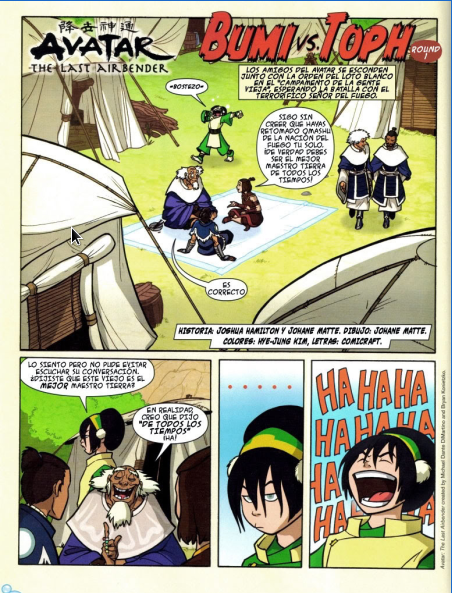 降去神通
AVATAR
THE LAST AIRBENDER
BUMI VS. TOPH
ROUND
1
LOS AMIGOS DEL AVATAR SE ESCONDEN
JUNTO CON LA ORDEN DEL LOTO BLANCO
EN EL "CAMPAMENTO DE LA GENTE
VIEJA", ESPERANDO LA BATALLA CON EL
TERRORÍFICO SEÑOR DEL FUEGO.
*BOSTEZO*
SIGO SIN
CREER QUE HAYAS
RETOMADO OMASHU
DE LA NACIÓN DEL
FUEGO TU SOLO.
¡DE VERDAD DEBES
SER EL MEJOR
MAESTRO TIERRA
DE TODOS LOS
TIEMPOS!
ES
CORRECTO
HISTORIA: JOSHUA HAMILTON Y JOHANE MATTE. DIBUJO: JOHANE MATTE.
COLORES: HYE-JUNG KIM, LETRAS: COMICRAFT.
LO SIENTO PERO NO PUDE EVITAR
ESCUCHAR SU CONVERSACIÓN.
¿DIJISTE QUE ESTE VIEJO ES EL
MEJOR MAESTRO TIERRA?
EN REALIDAD,
CREO QUE DIJO
"DE TODOS LOS
TIEMPOS"
¡HA!
......
HA HA HA
HA HA HA
HA HA HA
HA HA HA
Avatar: The Last Airbender created by Michael Dante DiMartino and Bryan Konietzko.